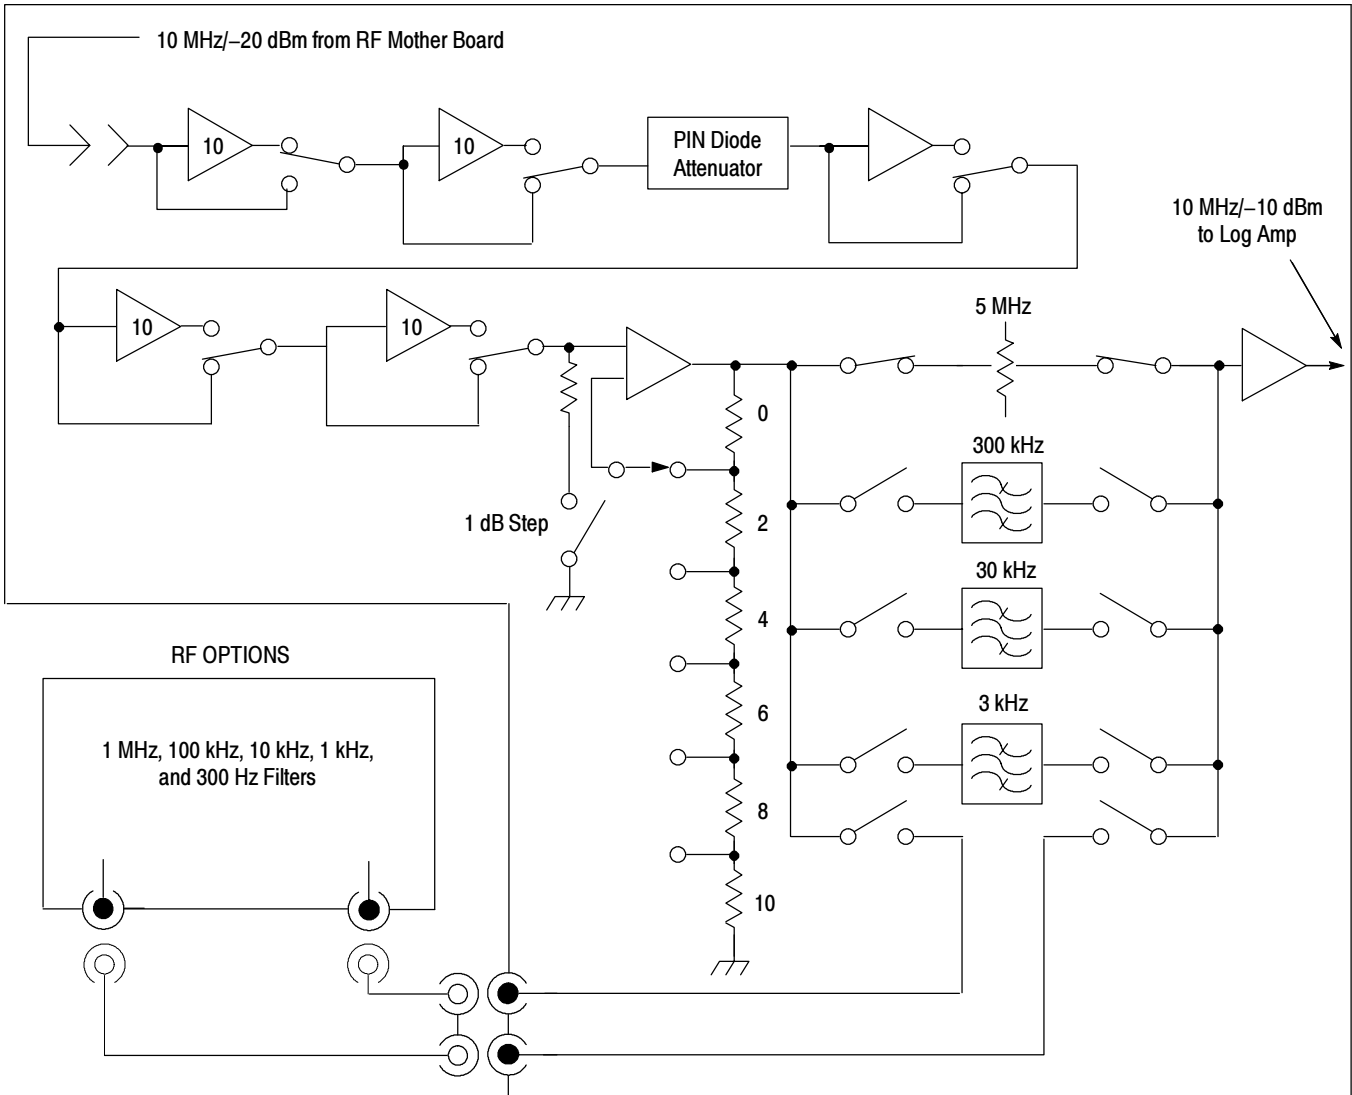 10 MHz/−20 dBm from RF Mother Board
10
10
PIN Diode
Attenuator
10 MHz/−10 dBm
to Log Amp
10
10
5 MHz
0
300 kHz
1 dB Step
2
30 kHz
4
RF OPTIONS
6
3 kHz
1 MHz, 100 kHz, 10 kHz, 1 kHz,
and 300 Hz Filters
8
10